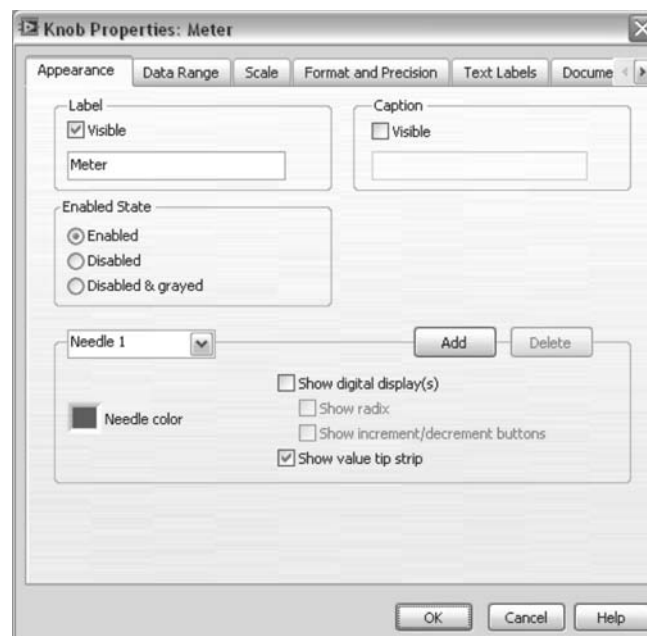 Knob Properties: Meter
Appearance Data Range Scale Format and Precision Text Labels Docume
Label Caption
Visible Visible
Meter
Enabled State
Enabled
Disabled
Disabled & grayed
Needle 1 Add Delete
Show digital display(s)
Show radix
Needle color
Show increment/decrement buttons
Show value tip strip
OK Cancel Help